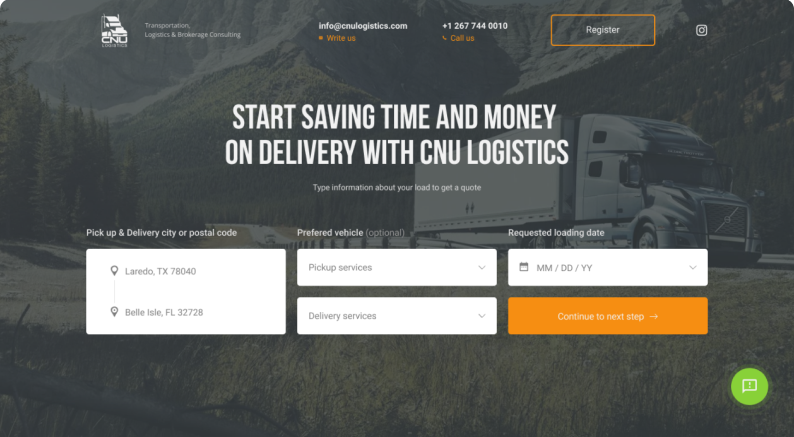 CNU
LOGISTICS
Transportation,
Logistics & Brokerage Consulting
info@cnulogistics.com
Write us
+1 267 744 0010
Call us
Register
START SAVING TIME AND MONEY
ON DELIVERY WITH CNU LOGISTICS
Type information about your load to get a quote
Pick up & Delivery city or postal code
Laredo, TX 78040
Belle Isle, FL 32728
Prefered vehicle (optional)
Pickup services
Delivery services
Requested loading date
MM / DD / YY
Continue to next step →